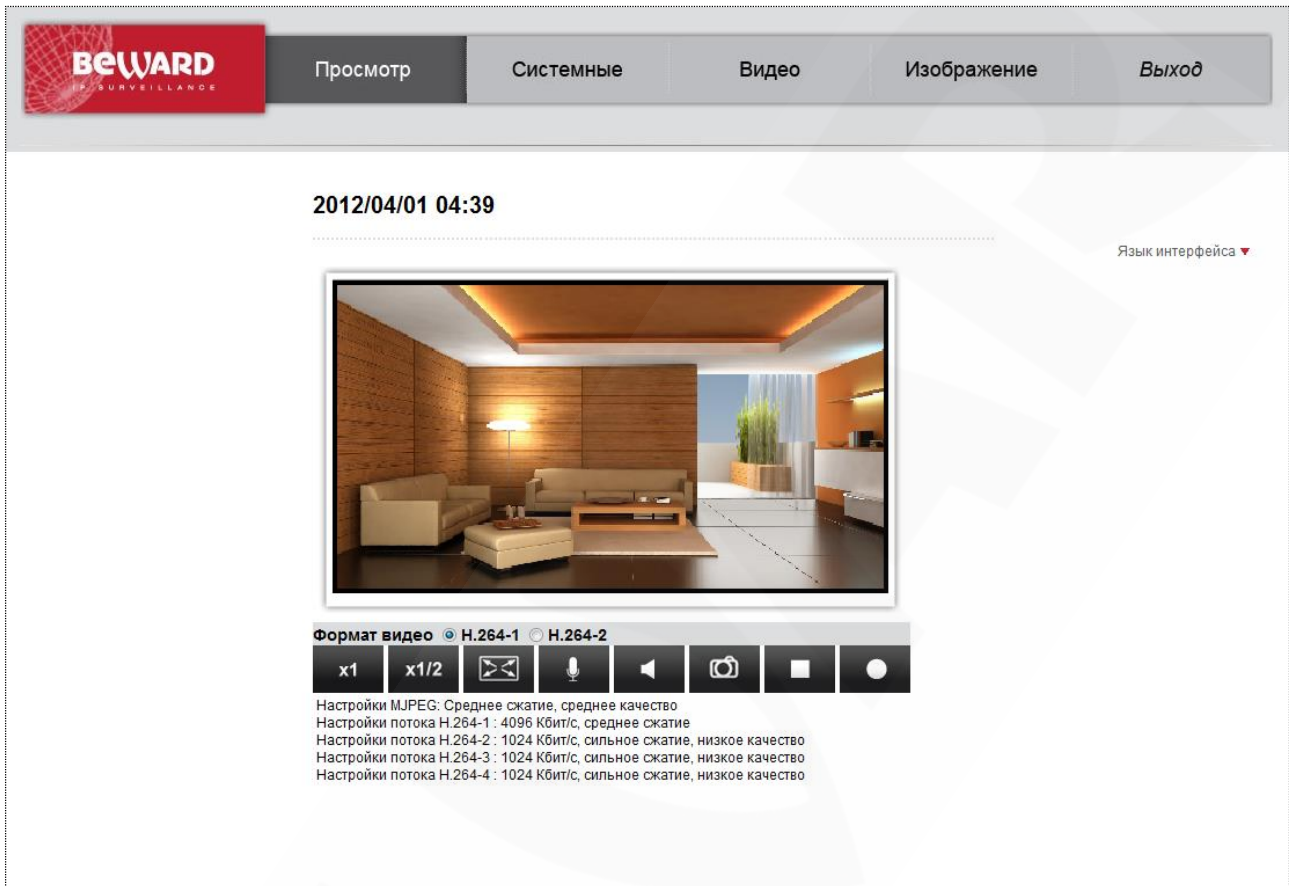 BEWARD
IP SURVEILLANCE
Просмотр
Системные
Видео
Изображение
Выход
2012/04/01 04:39
Язык интерфейса
Формат видео H.264-1 H.264-2
x1 x1/2
Настройки MJPEG: Среднее сжатие, среднее качество
Настройки потока H.264-1 : 4096 Кбит/с, среднее сжатие
Настройки потока H.264-2 : 1024 Кбит/с, сильное сжатие, низкое качество
Настройки потока H.264-3 : 1024 Кбит/с, сильное сжатие, низкое качество
Настройки потока H.264-4 : 1024 Кбит/с, сильное сжатие, низкое качество